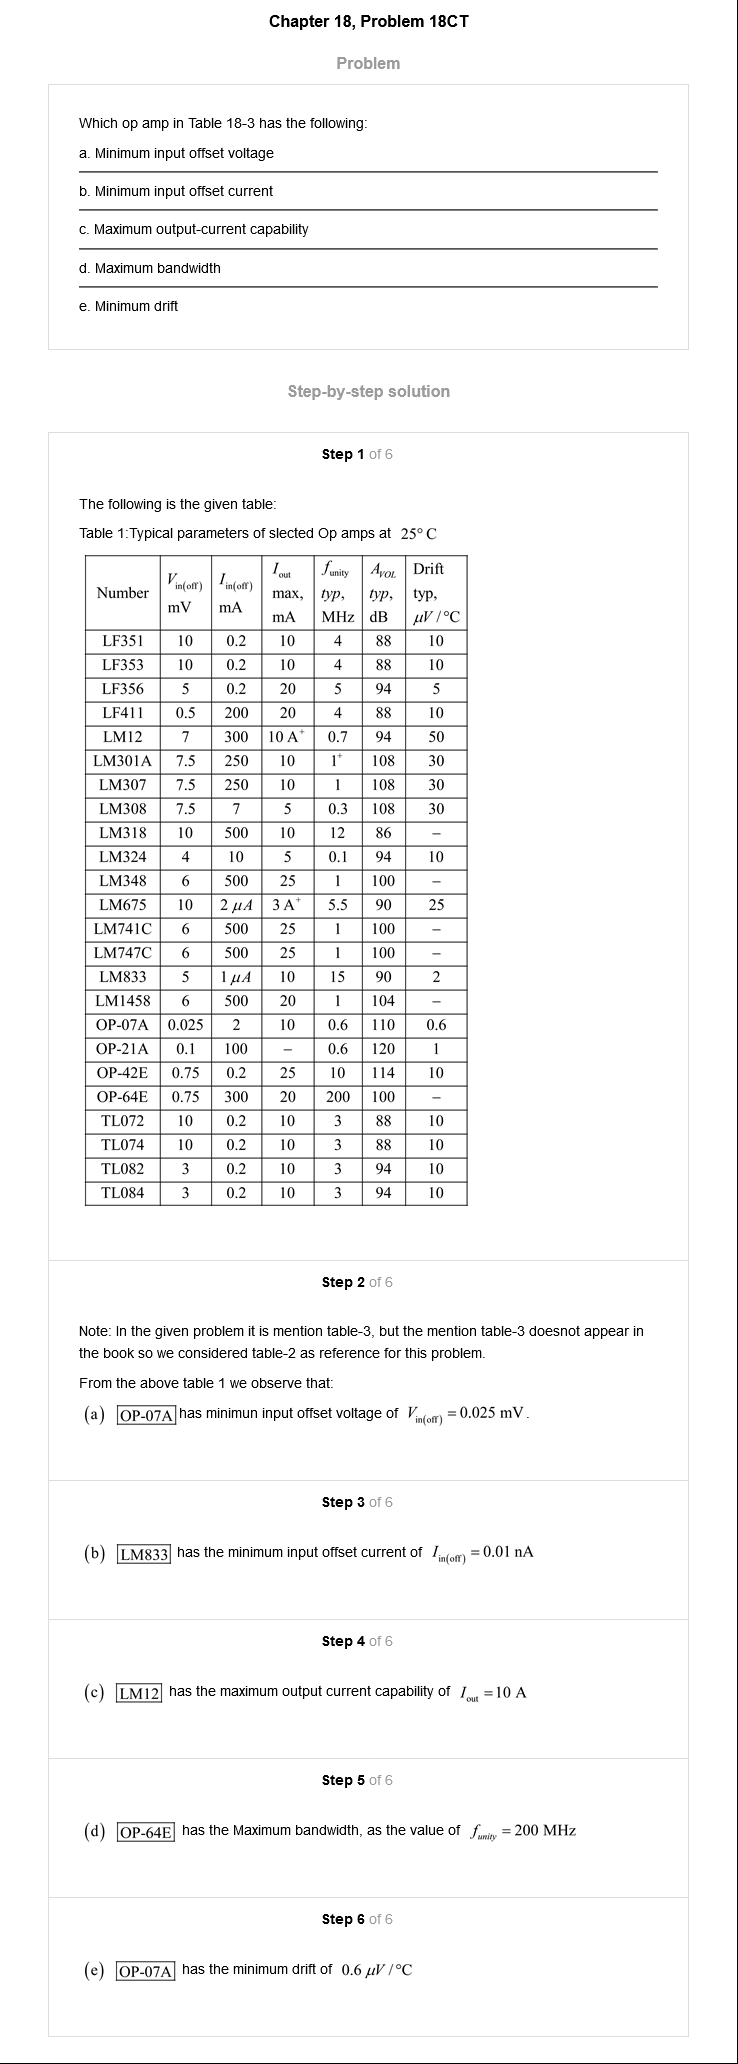 Chapter 18, Problem 18CT
Problem
Which op amp in Table 18-3 has the following:
a. Minimum input offset voltage
b. Minimum input offset current
c. Maximum output-current capability
d. Maximum bandwidth
e. Minimum drift
Step-by-step solution
Step 1 of 6
The following is the given table:
Table 1:Typical parameters of slected Op amps at 25° C
Number V in(off) mV I in(off) mA I out max, mA f unity typ, MHz A VOL typ, dB Drift typ, μV / °C
LF351 10 0.2 10 4 88 10
LF353 10 0.2 10 4 88 10
LF356 5 0.2 20 5 94 5
LF411 0.5 200 20 4 88 10
LM12 7 300 10 A⁺ 0.7 94 50
LM301A 7.5 250 10 1⁺ 108 30
LM307 7.5 250 10 1 108 30
LM308 7.5 7 5 0.3 108 30
LM318 10 500 10 12 86 –
LM324 4 10 5 0.1 94 10
LM348 6 500 25 1 100 –
LM675 10 2 μA 3 A⁺ 5.5 90 25
LM741C 6 500 25 1 100 –
LM747C 6 500 25 1 100 –
LM833 5 1 μA 10 15 90 2
LM1458 6 500 20 1 104 –
OP-07A 0.025 2 10 0.6 110 0.6
OP-21A 0.1 100 – 0.6 120 1
OP-42E 0.75 0.2 25 10 114 10
OP-64E 0.75 300 20 200 100 –
TL072 10 0.2 10 3 88 10
TL074 10 0.2 10 3 88 10
TL082 3 0.2 10 3 94 10
TL084 3 0.2 10 3 94 10
Step 2 of 6
Note: In the given problem it is mention table-3, but the mention table-3 doesnot appear in
the book so we considered table-2 as reference for this problem.
From the above table 1 we observe that:
(a) OP-07A has minimun input offset voltage of V in(off) = 0.025 mV.
Step 3 of 6
(b) LM833 has the minimum input offset current of I in(off) = 0.01 nA
Step 4 of 6
(c) LM12 has the maximum output current capability of I out = 10 A
Step 5 of 6
(d) OP-64E has the Maximum bandwidth, as the value of f unity = 200 MHz
Step 6 of 6
(e) OP-07A has the minimum drift of 0.6 μV / °C